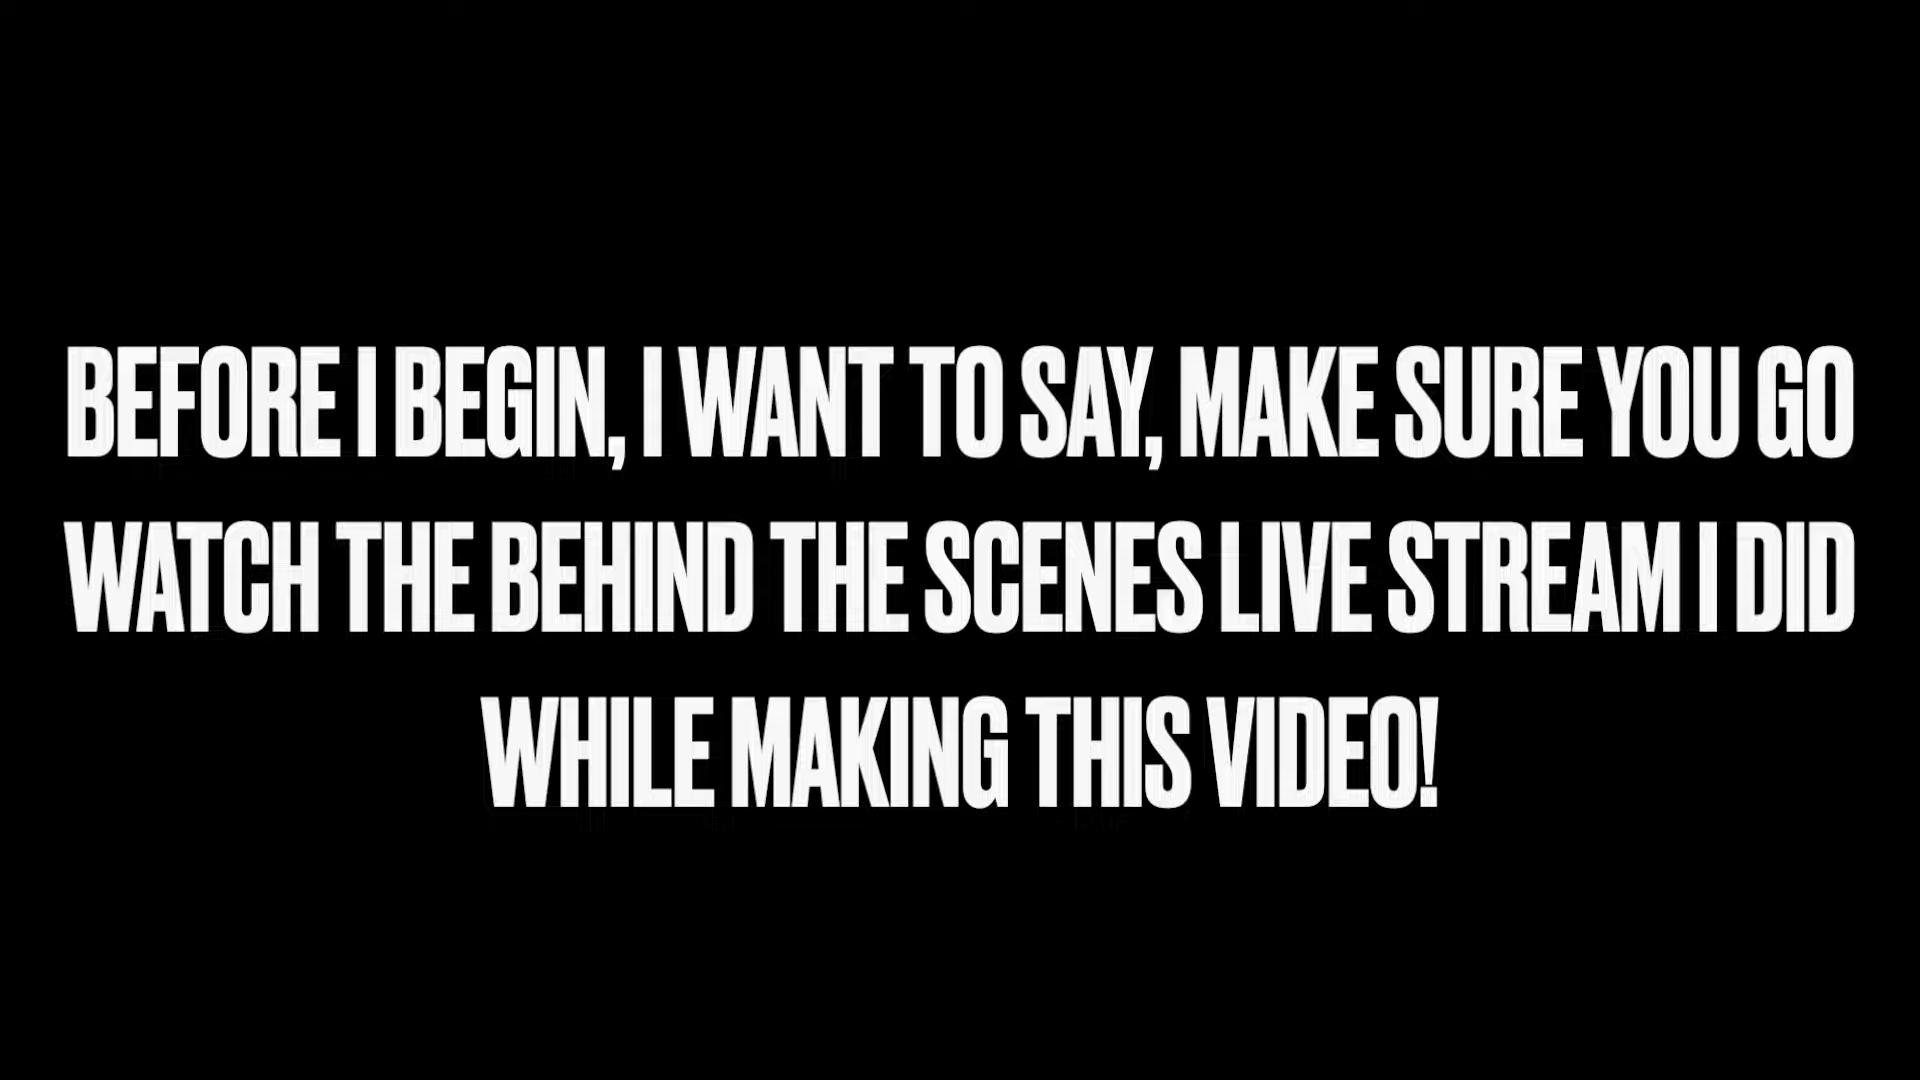 BEFORE I BEGIN, I WANT TO SAY, MAKE SURE YOU GO
WATCH THE BEHIND THE SCENES LIVE STREAM I DID
WHILE MAKING THIS VIDEO!